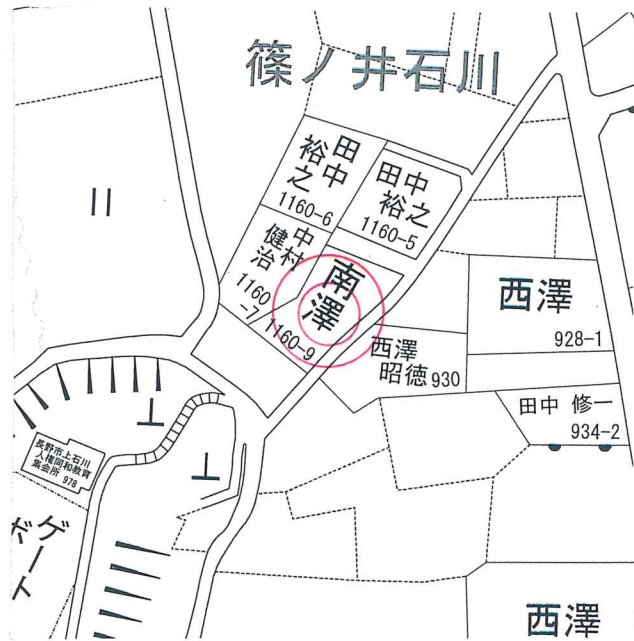 篠ノ井石川
田中
裕之
1160-6
田中
裕之
1160-5
中村
健治
1160
-7
南澤
1160-9
西澤
928-1
西澤
昭徳 930
田中 修一
934-2
長野市上石川
人権同和教育
集会所 978
ゲート
ボ
西澤